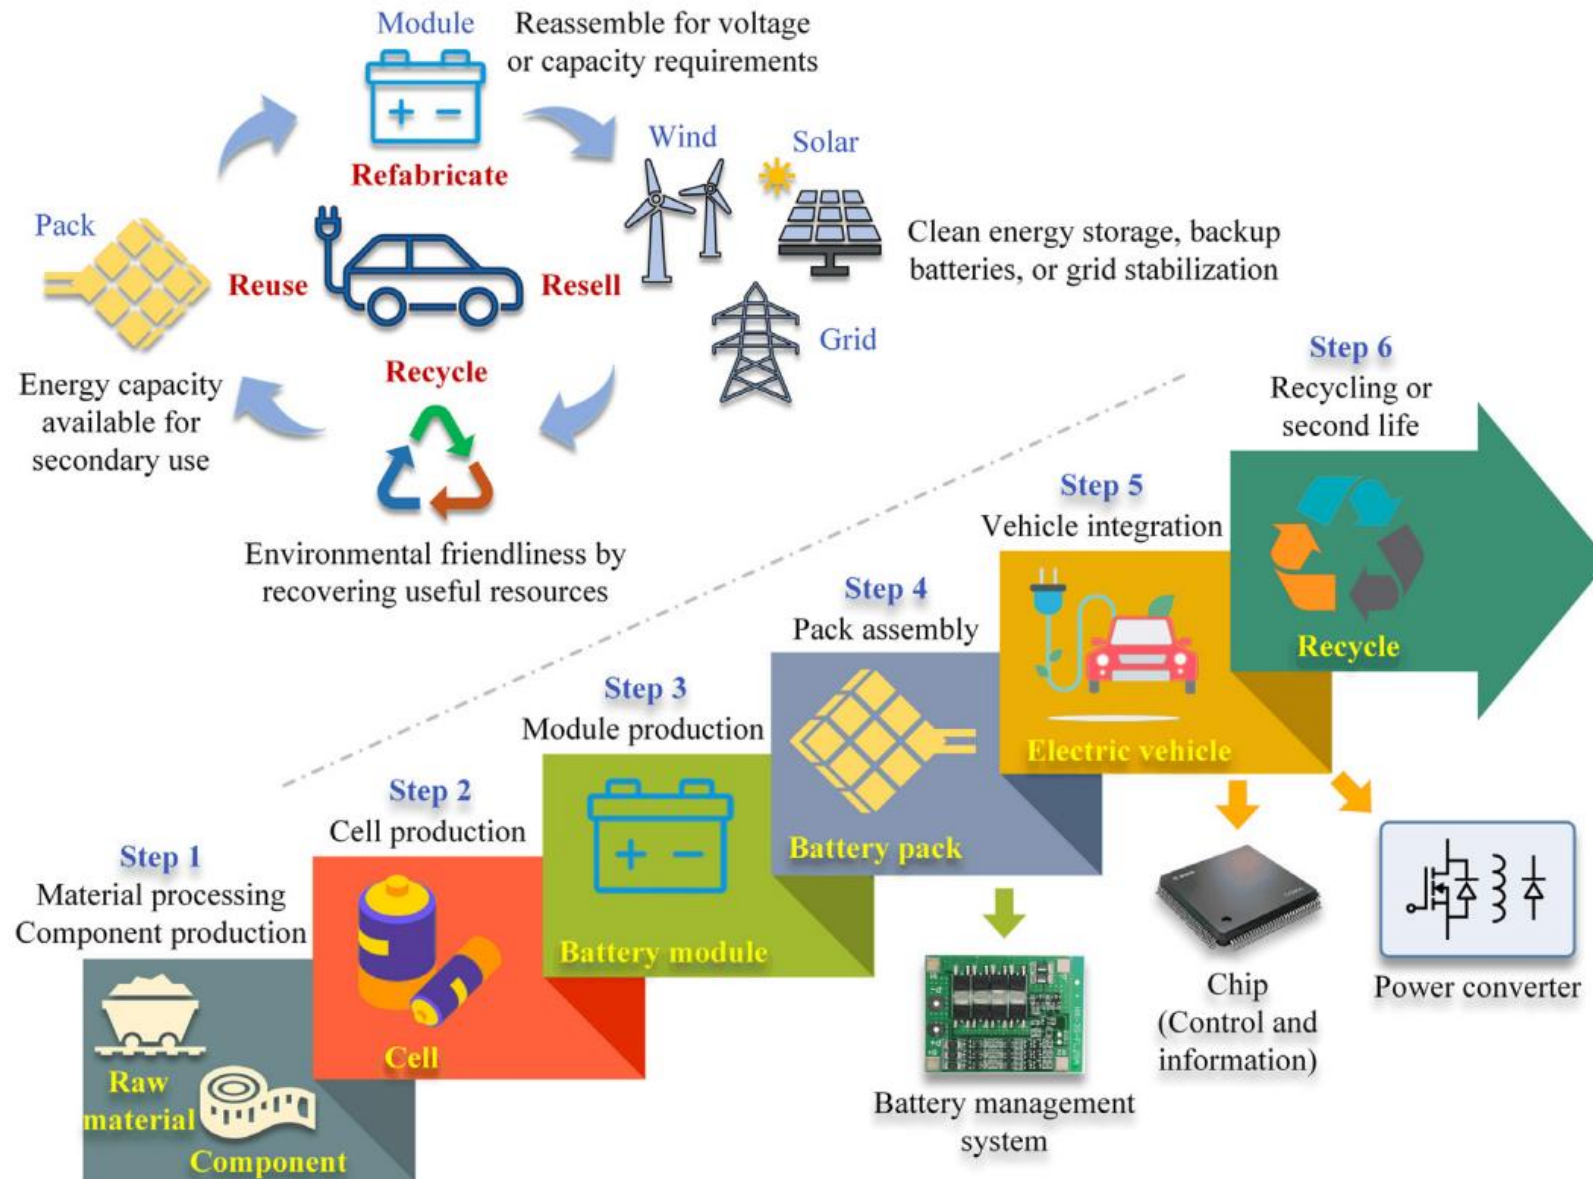 Module
Reassemble for voltage
or capacity requirements
Wind
Solar
Refabricate
Pack
Clean energy storage, backup
batteries, or grid stabilization
Reuse
Resell
Grid
Recycle
Energy capacity
available for
secondary use
Environmental friendliness by
recovering useful resources
Step 6
Recycling or
second life
Recycle
Step 5
Vehicle integration
Electric vehicle
Step 4
Pack assembly
Battery pack
Step 3
Module production
Battery module
Step 2
Cell production
Cell
Step 1
Material processing
Component production
Raw
material
Component
Battery management
system
Chip
(Control and
information)
Power converter